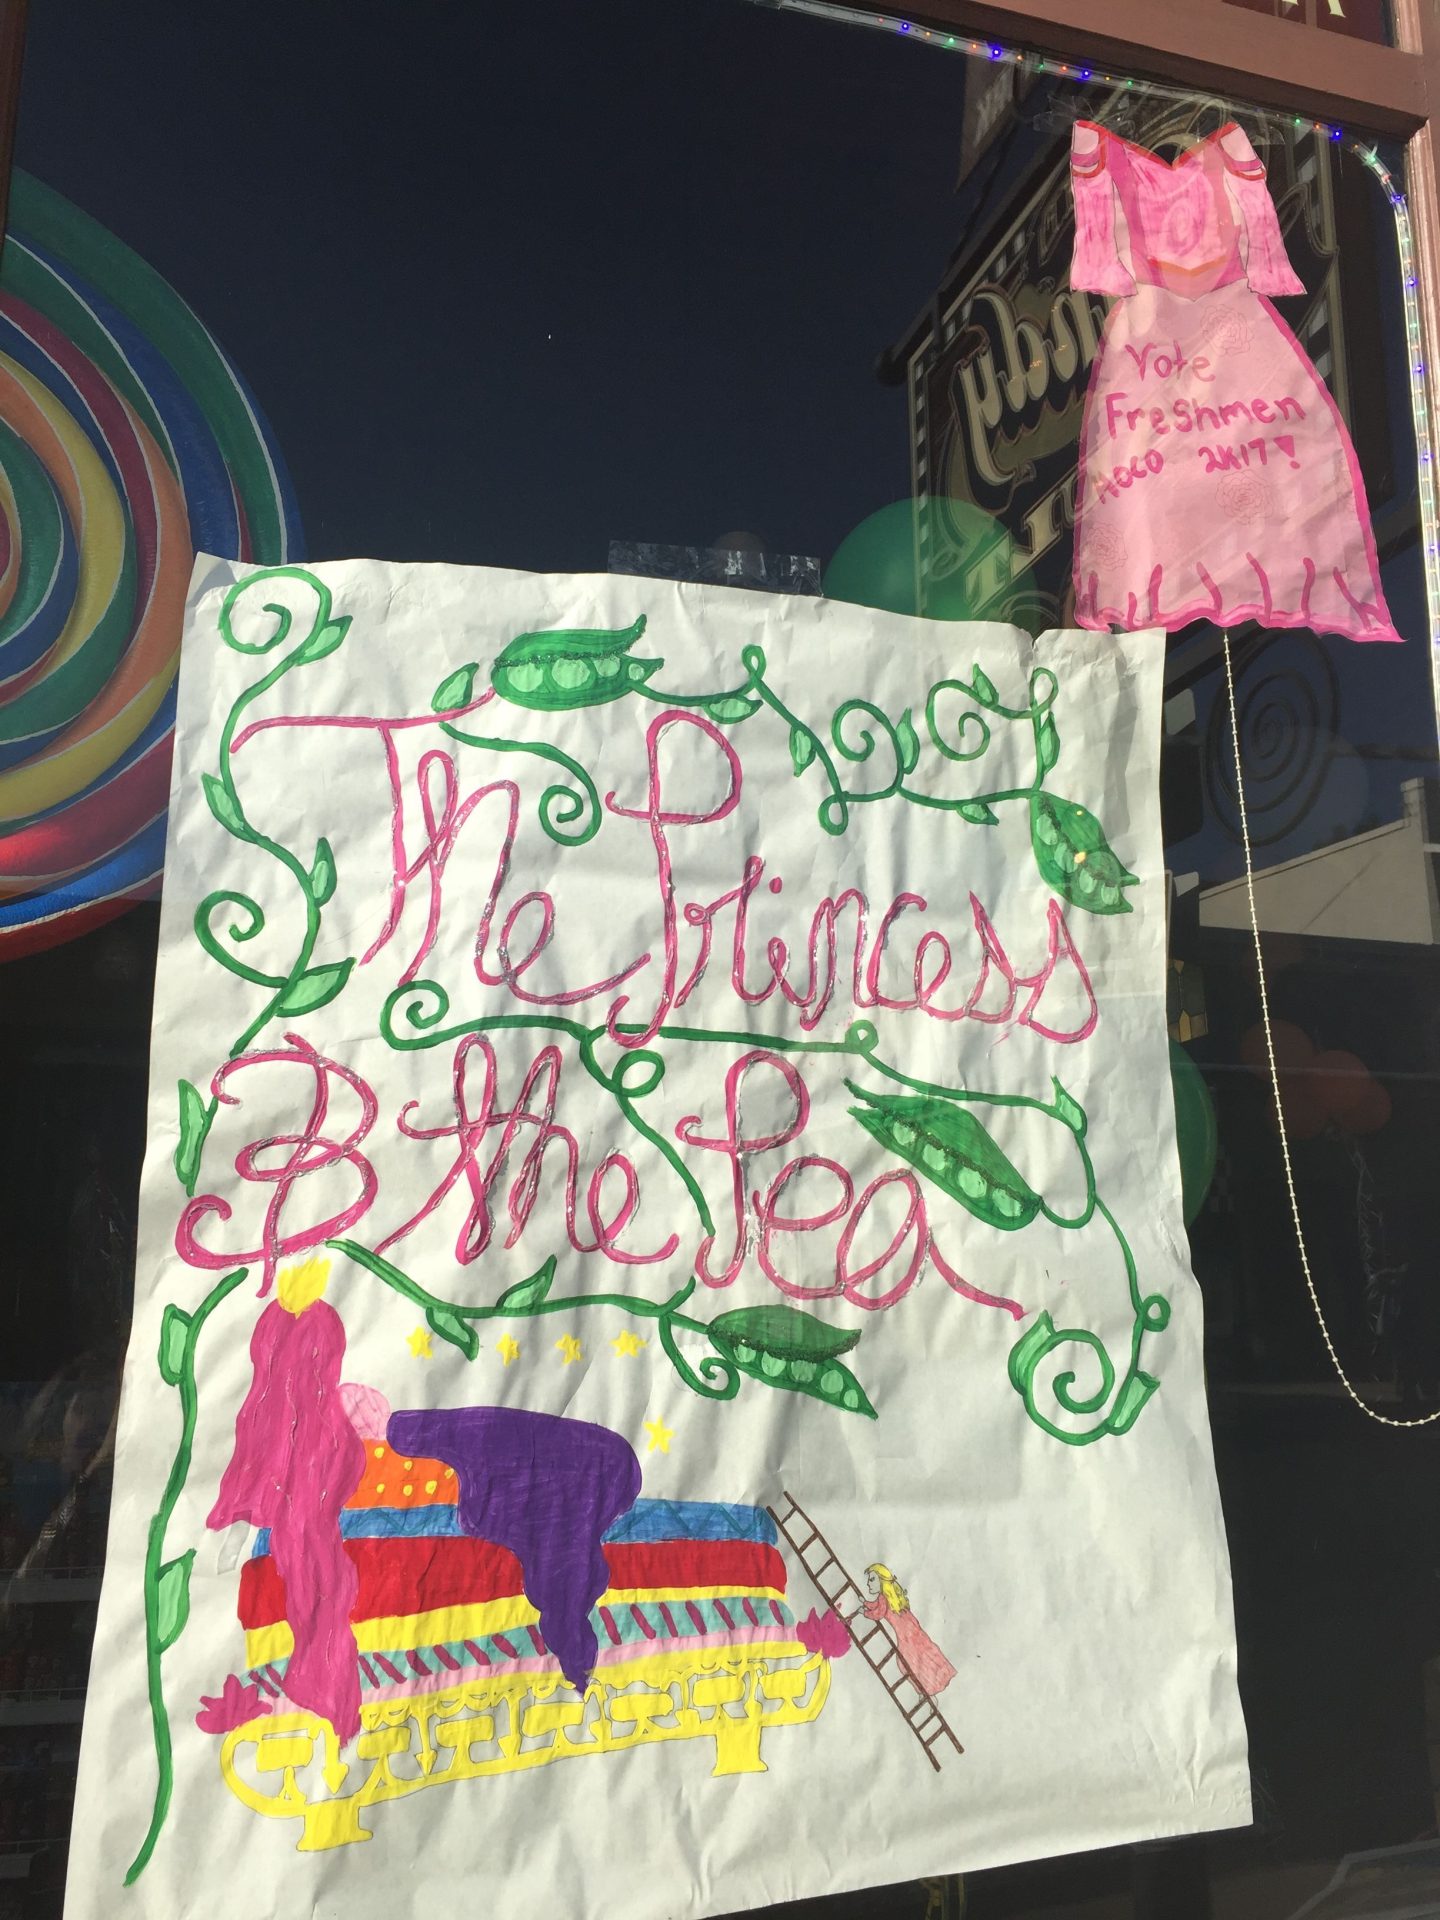 Vote
Freshmen
HOCO 2K17!
The Princess
& the Pea